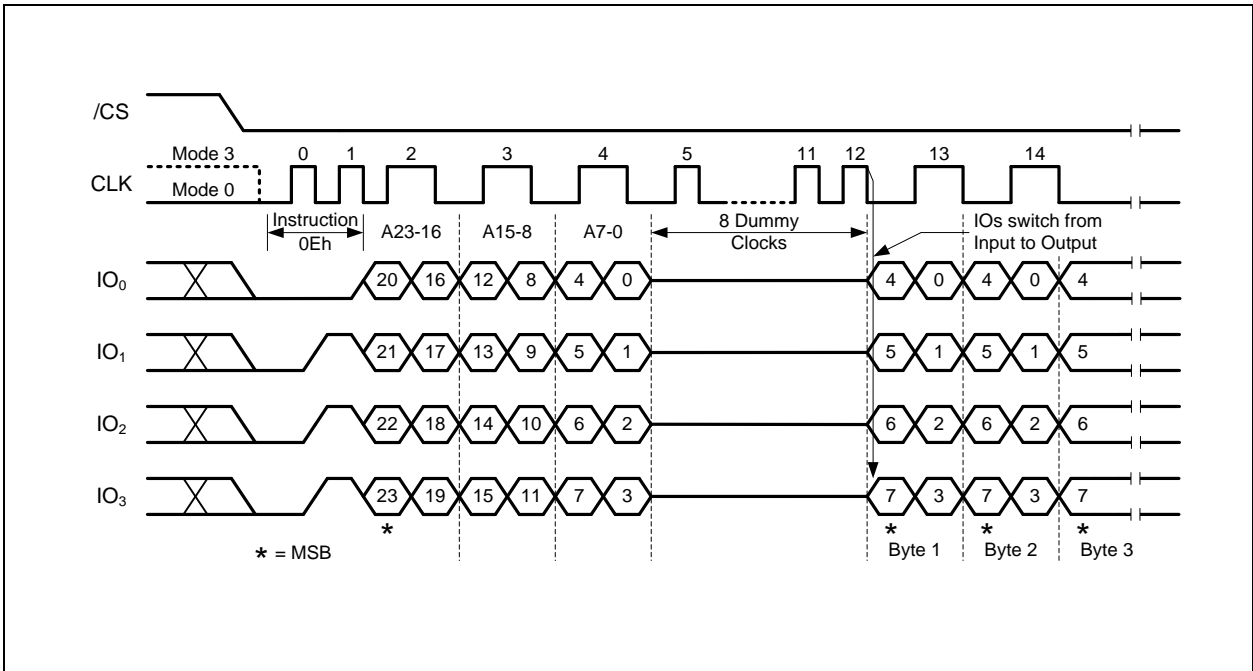 /CS
Mode 3 0 1 2 3 4 5 11 12 13 14
CLK Mode 0
Instruction 0Eh A23-16 A15-8 A7-0 8 Dummy Clocks IOs switch from Input to Output
IO0 20 16 12 8 4 0 4 0 4 0 4
IO1 21 17 13 9 5 1 5 1 5 1 5
IO2 22 18 14 10 6 2 6 2 6 2 6
IO3 23 19 15 11 7 3 7 3 7 3 7
* * * *
* = MSB Byte 1 Byte 2 Byte 3